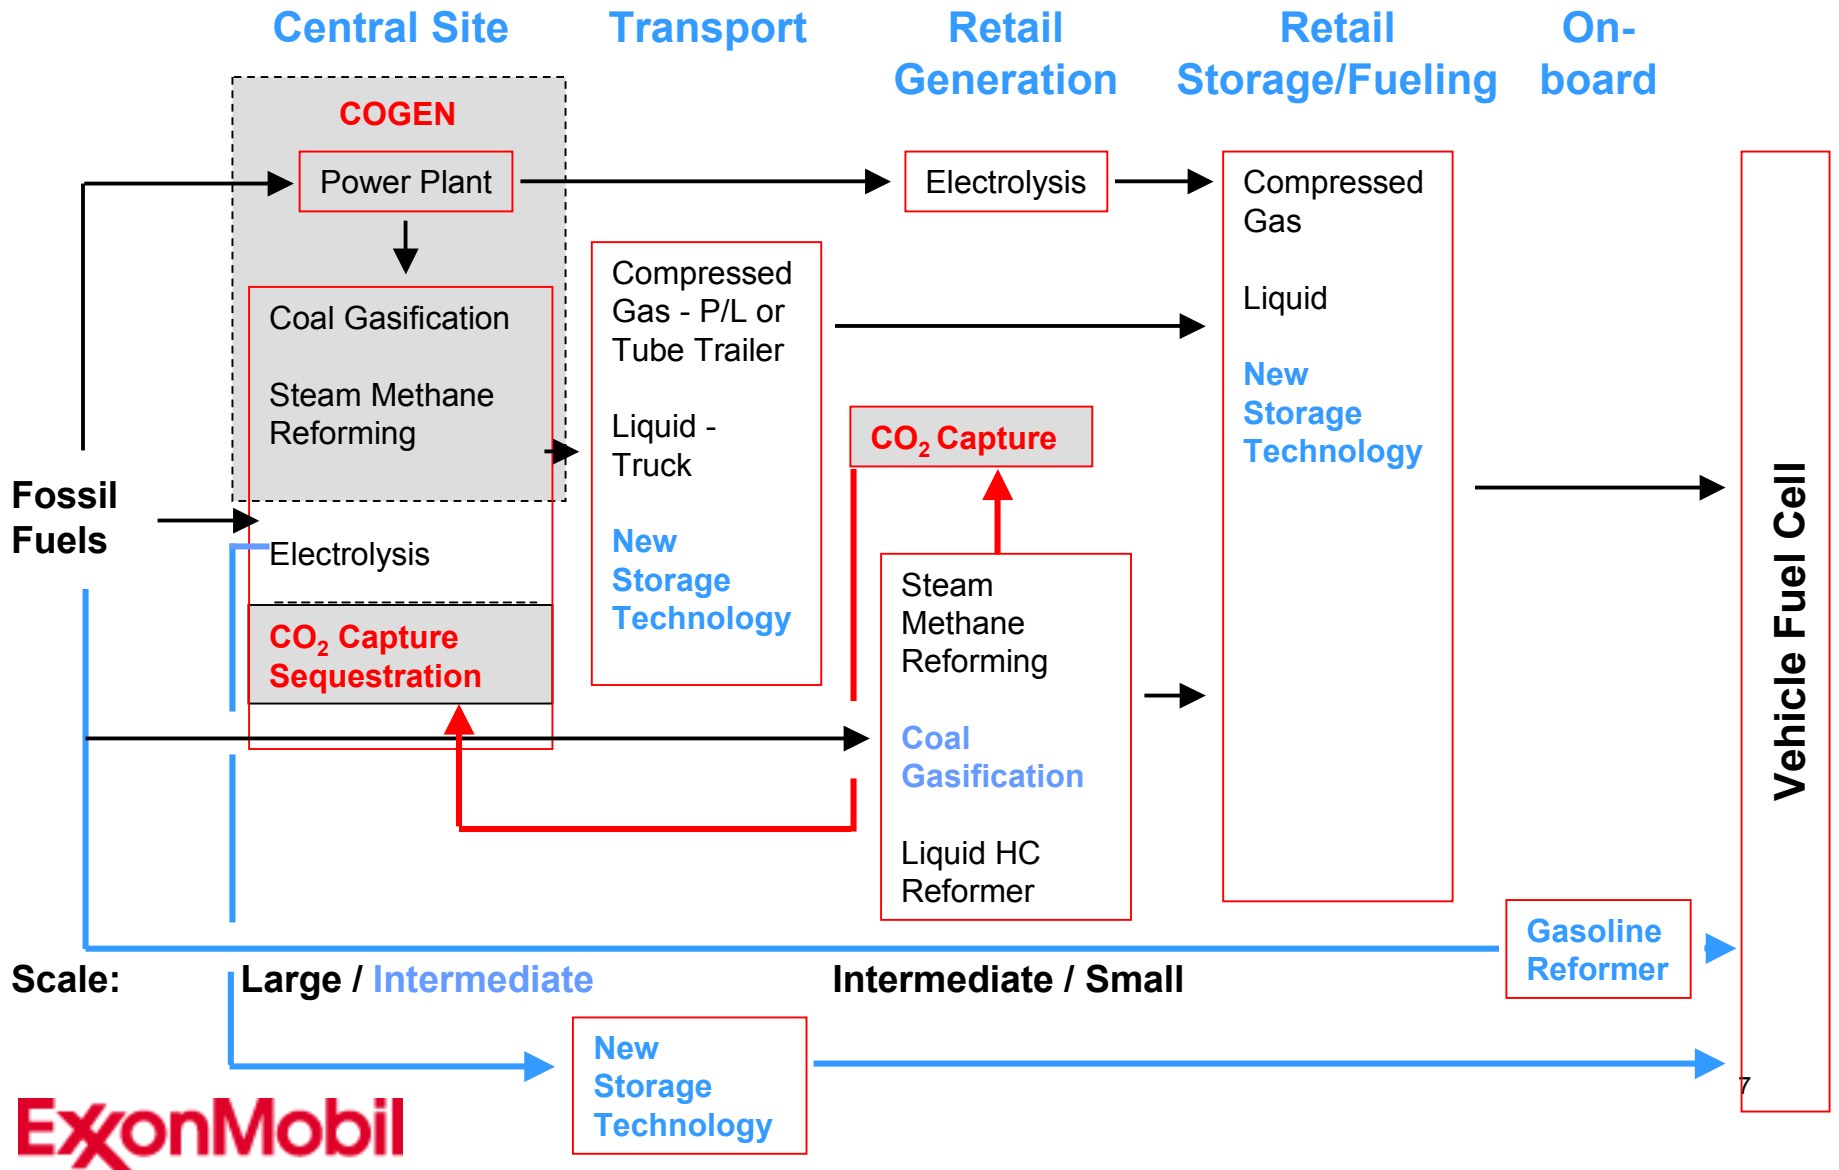 Central Site
Transport
Retail
Generation
Retail
Storage/Fueling
On-
board
COGEN
Power Plant
Electrolysis
Compressed
Gas
Liquid
New
Storage
Technology
Coal Gasification
Steam Methane
Reforming
Compressed
Gas - P/L or
Tube Trailer
Liquid -
Truck
New
Storage
Technology
CO2 Capture
Fossil
Fuels
Electrolysis
CO2 Capture
Sequestration
Steam
Methane
Reforming
Coal
Gasification
Liquid HC
Reformer
Vehicle Fuel Cell
Gasoline
Reformer
Scale:
Large / Intermediate
Intermediate / Small
New
Storage
Technology
7
ExxonMobil